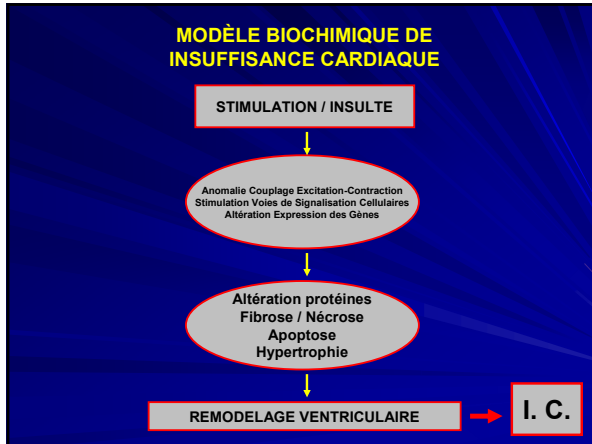 MODÈLE BIOCHIMIQUE DE
INSUFFISANCE CARDIAQUE
STIMULATION / INSULTE
Anomalie Couplage Excitation-Contraction
Stimulation Voies de Signalisation Cellulaires
Altération Expression des Gènes
Altération protéines
Fibrose / Nécrose
Apoptose
Hypertrophie
REMODELAGE VENTRICULAIRE
I. C.